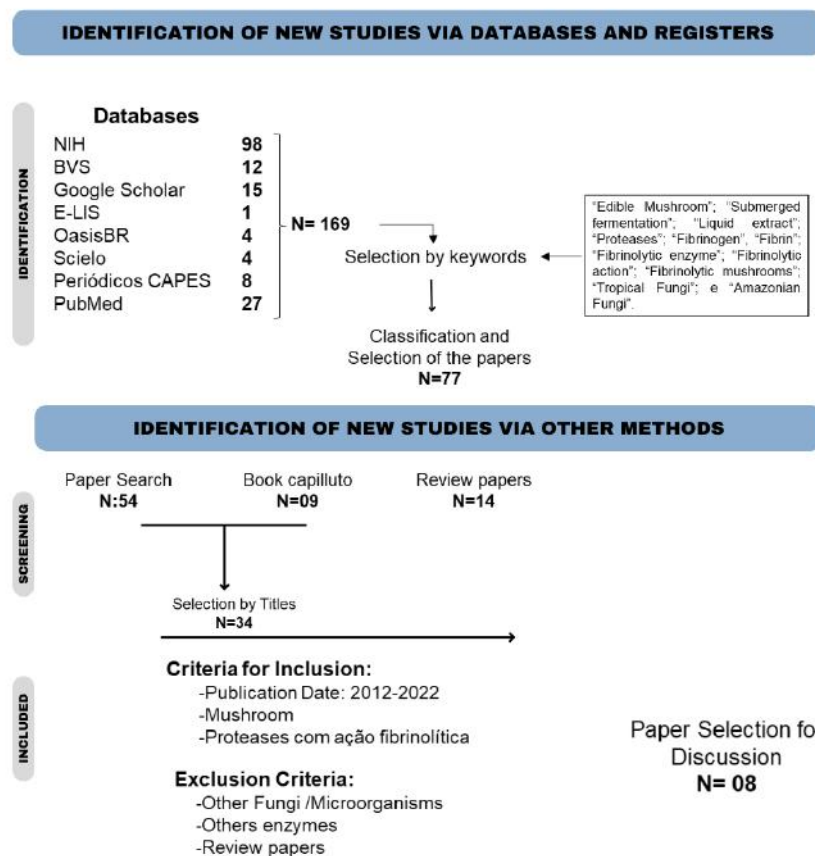 IDENTIFICATION OF NEW STUDIES VIA DATABASES AND REGISTERS
IDENTIFICATION
Databases
NIH 98
BVS 12
Google Scholar 15
E-LIS 1
OasisBR 4
Scielo 4
Periódicos CAPES 8
PubMed 27
N= 169
Selection by keywords
"Edible Mushroom"; "Submerged
fermentation"; "Liquid extract";
"Proteases"; "Fibrinogen", "Fibrin";
"Fibrinolytic enzyme"; "Fibrinolytic
action"; "Fibrinolytic mushrooms";
"Tropical Fungi"; e "Amazonian
Fungi".
Classification and
Selection of the papers
N=77
IDENTIFICATION OF NEW STUDIES VIA OTHER METHODS
SCREENING
Paper Search
N:54
Book capilluto
N=09
Review papers
N=14
Selection by Titles
N=34
INCLUDED
Criteria for Inclusion:
-Publication Date: 2012-2022
-Mushroom
-Proteases com ação fibrinolítica
Exclusion Criteria:
-Other Fungi /Microorganisms
-Others enzymes
-Review papers
Paper Selection fo
Discussion
N= 08